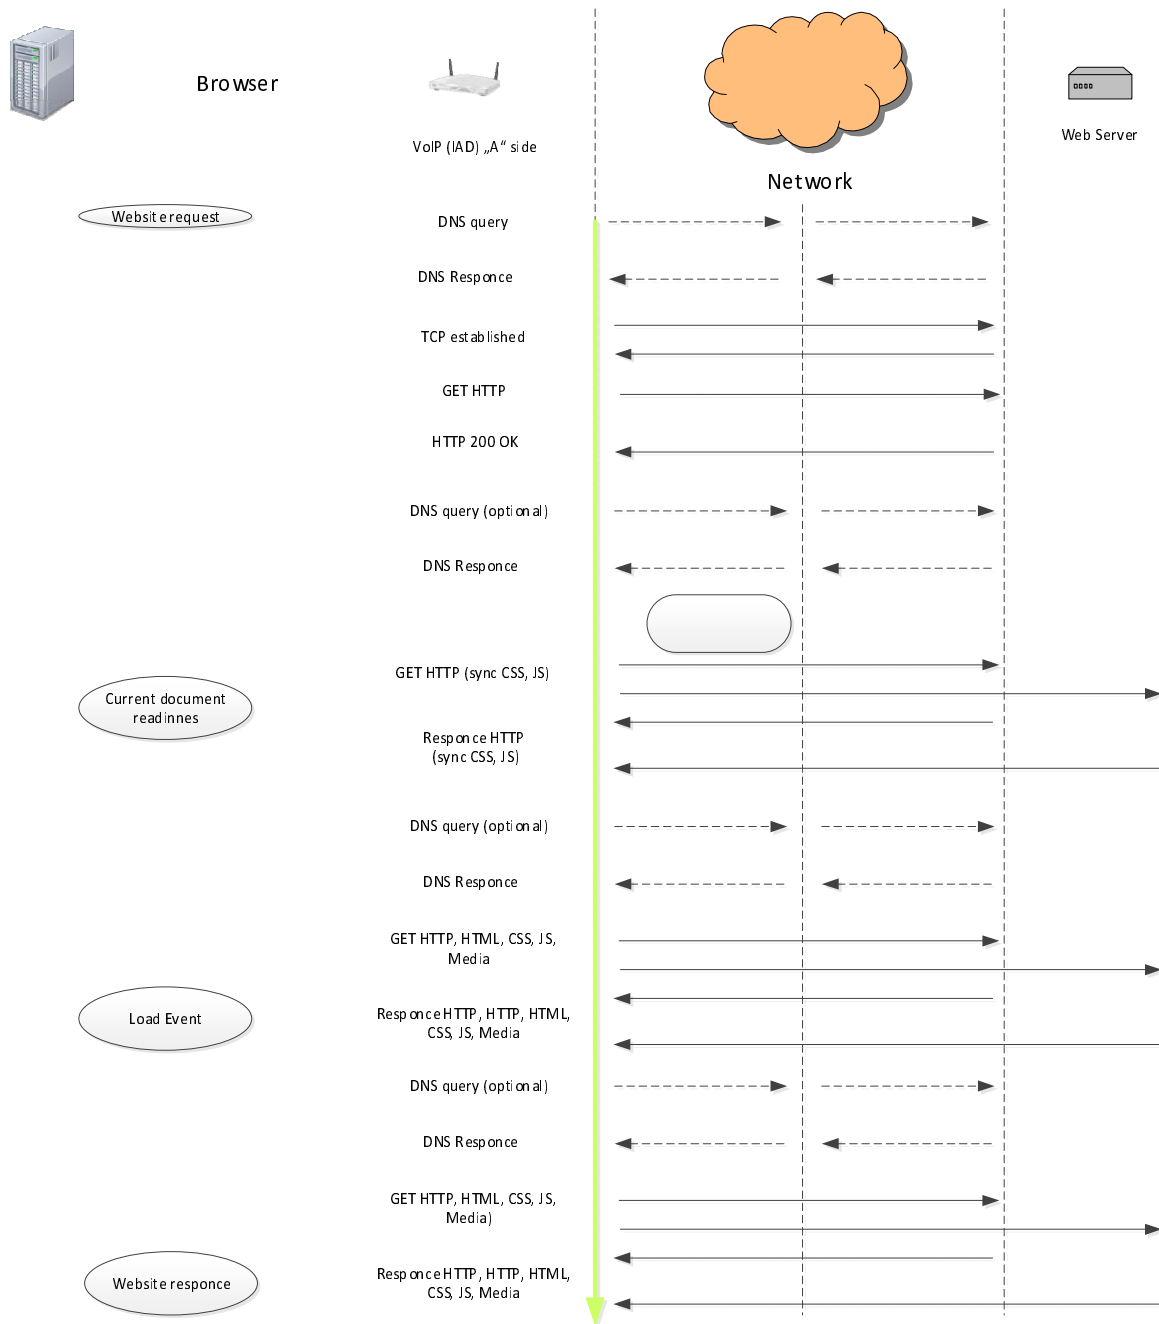 Browser
VoIP (IAD) „A“ side
Web Server
Network
Website request
DNS query
DNS Responce
TCP established
GET HTTP
HTTP 200 OK
DNS query (optional)
DNS Responce
GET HTTP (sync CSS, JS)
Current document
readinnes
Responce HTTP
(sync CSS, JS)
DNS query (optional)
DNS Responce
GET HTTP, HTML, CSS, JS,
Media
Load Event
Responce HTTP, HTTP, HTML,
CSS, JS, Media
DNS query (optional)
DNS Responce
GET HTTP, HTML, CSS, JS,
Media)
Website responce
Responce HTTP, HTTP, HTML,
CSS, JS, Media